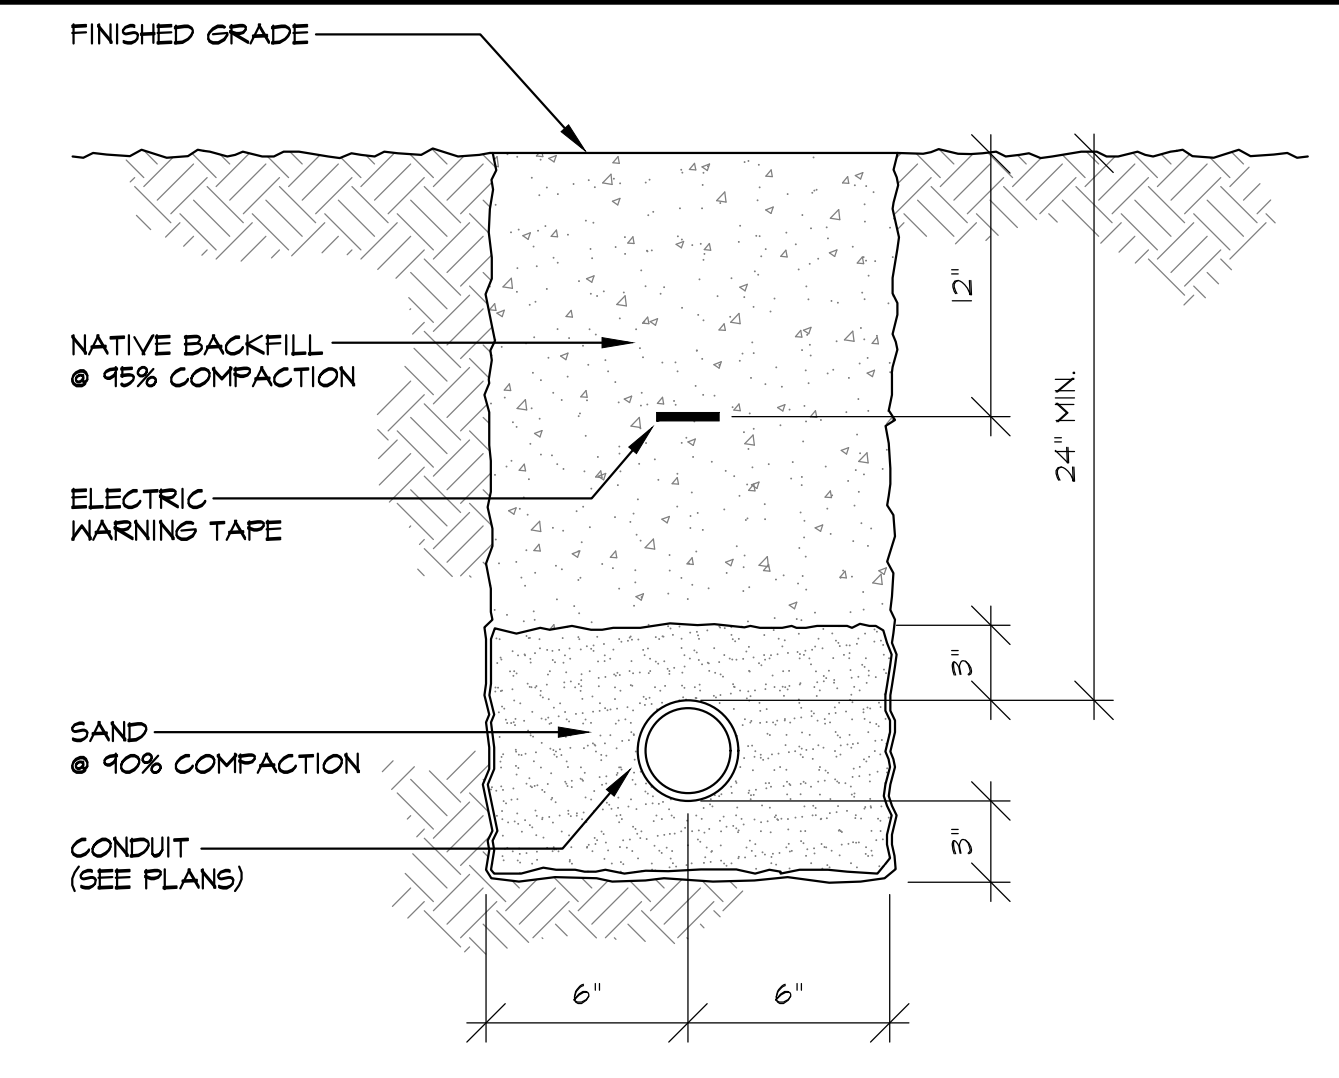 FINISHED GRADE
12"
NATIVE BACKFILL
@ 95% COMPACTION
24" MIN.
ELECTRIC
WARNING TAPE
3"
SAND
@ 90% COMPACTION
CONDUIT
(SEE PLANS)
3"
6"
6"